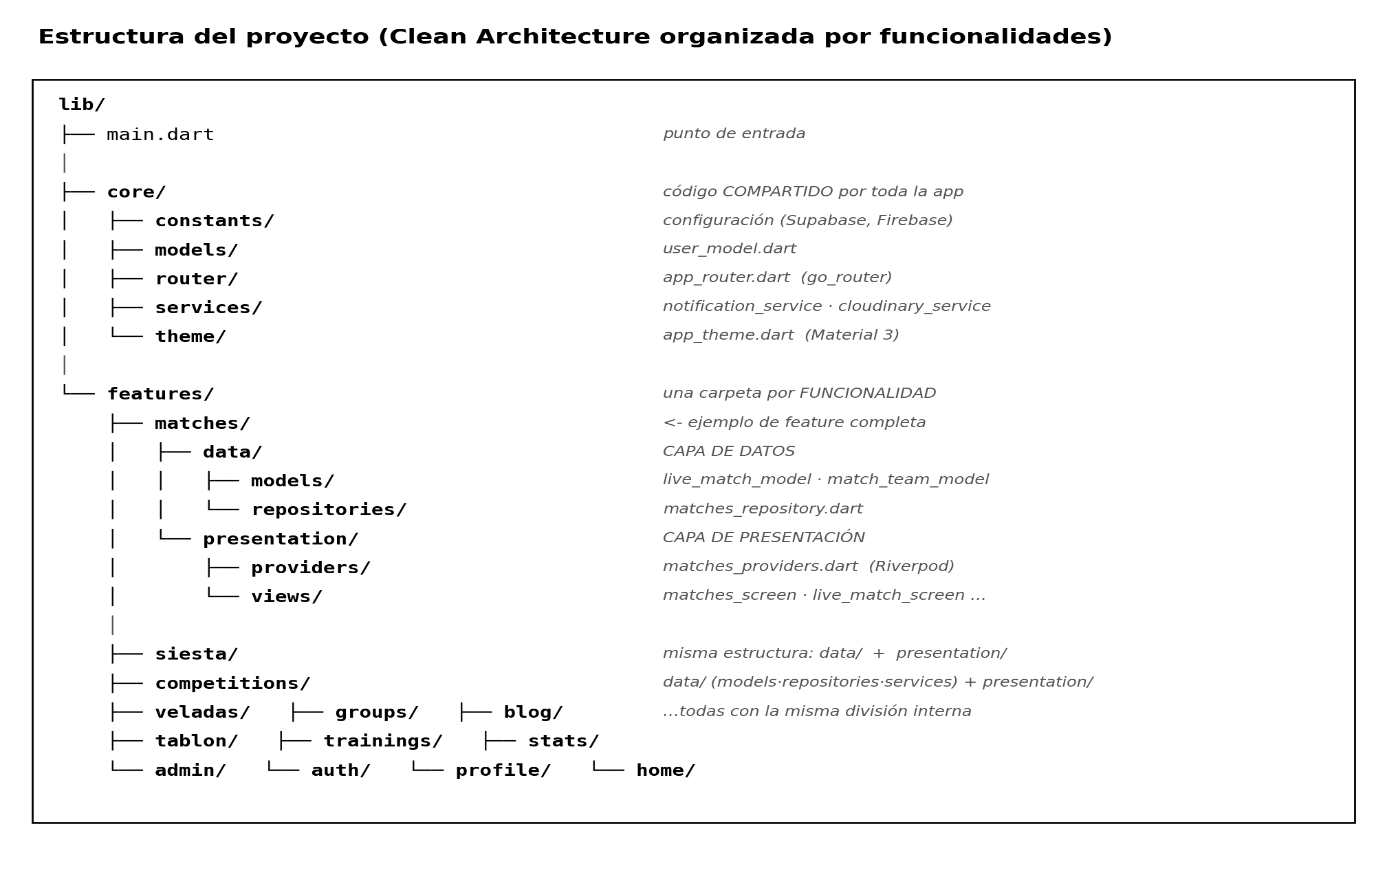 Estructura del proyecto (Clean Architecture organizada por funcionalidades)
lib/
├── main.dart punto de entrada
│
├── core/ código COMPARTIDO por toda la app
│   ├── constants/ configuración (Supabase, Firebase)
│   ├── models/ user_model.dart
│   ├── router/ app_router.dart  (go_router)
│   ├── services/ notification_service · cloudinary_service
│   └── theme/ app_theme.dart  (Material 3)
│
└── features/ una carpeta por FUNCIONALIDAD
    ├── matches/ <- ejemplo de feature completa
    │   ├── data/ CAPA DE DATOS
    │   │   ├── models/ live_match_model · match_team_model
    │   │   └── repositories/ matches_repository.dart
    │   └── presentation/ CAPA DE PRESENTACIÓN
    │       ├── providers/ matches_providers.dart  (Riverpod)
    │       └── views/ matches_screen · live_match_screen ...
    │
    ├── siesta/ misma estructura: data/  +  presentation/
    ├── competitions/ data/ (models·repositories·services) + presentation/
    ├── veladas/   ├── groups/   ├── blog/ ...todas con la misma división interna
    ├── tablon/   ├── trainings/   ├── stats/
    └── admin/   └── auth/   └── profile/   └── home/